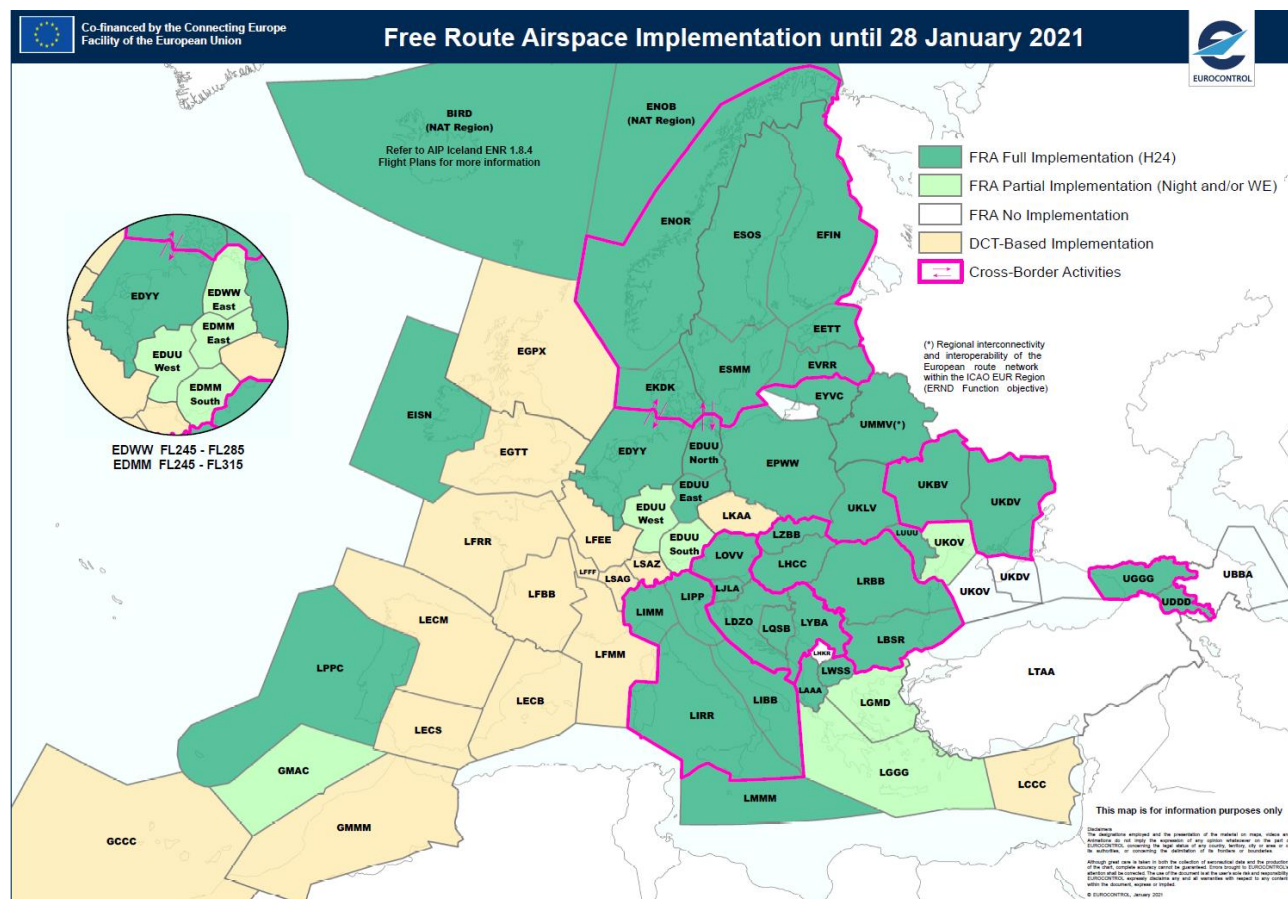 Co-financed by the Connecting Europe
Facility of the European Union
Free Route Airspace Implementation until 28 January 2021
EUROCONTROL
BIRD
(NAT Region)
Refer to AIP Iceland ENR 1.8.4
Flight Plans for more information
ENOB
(NAT Region)
FRA Full Implementation (H24)
FRA Partial Implementation (Night and/or WE)
FRA No Implementation
DCT-Based Implementation
Cross-Border Activities
(*) Regional interconnectivity
and interoperability of the
European route network
within the ICAO EUR Region
(ERND Function objective)
EDYY
EDWW
East
EDMM
East
EDUU
West
EDMM
South
EDWW FL245 - FL285
EDMM FL245 - FL315
ENOR
ESOS
EFIN
EETT
EVRR
ESMM
EKDK
EGPX
EISN
EGTT
EYVC
UMMV(*)
EDYY
EDUU
North
EPWW
EDUU
East
EDUU
West
EDUU
South
LKAA
UKLV
UKBV
UKDV
LUUU
UKOV
UKOV
UKDV
UGGG
UDDD
UBBA
LFRR
LFEE
LFFF
LSAG
LSAZ
LFBB
LFMM
LOVV
LZBB
LHCC
LRBB
LJLA
LIPP
LIMM
LDZO
LQSB
LYBA
LBSR
LHKR
LWSS
LAAA
LIBB
LIRR
LTAA
LGMD
LGGG
LCCC
LMMM
LECM
LECB
LECS
LPPC
GMAC
GCCC
GMMM
This map is for information purposes only
Disclaimers
© EUROCONTROL, January 2021